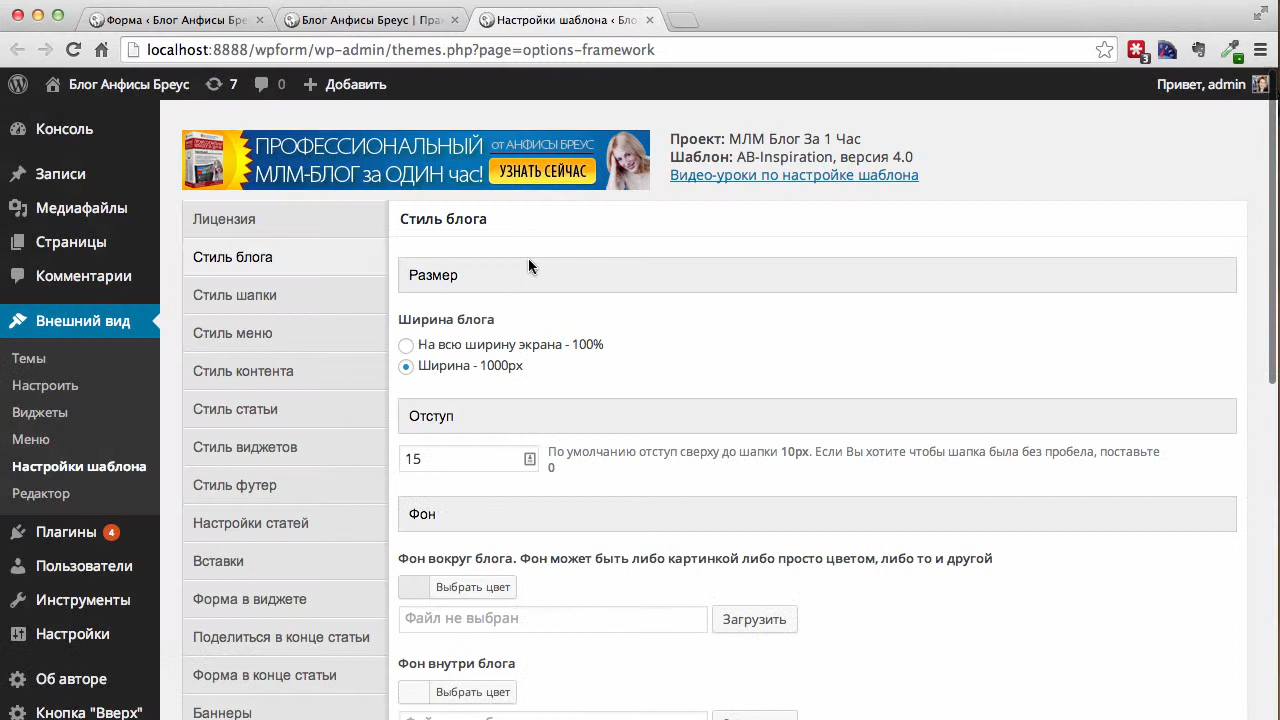 Форма ‹ Блог Анфисы Бре
Блог Анфисы Бреус | Пра
Настройки шаблона ‹ Бло
localhost:8888/wpform/wp-admin/themes.php?page=options-framework
3
Блог Анфисы Бреус
7
0
Добавить
Привет, admin
Консоль
Записи
Медиафайлы
Страницы
Комментарии
Внешний вид
Темы
Настроить
Виджеты
Меню
Настройки шаблона
Редактор
Плагины 4
Пользователи
Инструменты
Настройки
Об авторе
Кнопка "Вверх"
ПРОФЕССИОНАЛЬНЫЙ от АНФИСЫ БРЕУС
МЛМ-БЛОГ за ОДИН час! УЗНАТЬ СЕЙЧАС
Проект: МЛМ Блог За 1 Час
Шаблон: AB-Inspiration, версия 4.0
Видео-уроки по настройке шаблона
Лицензия
Стиль блога
Стиль шапки
Стиль меню
Стиль контента
Стиль статьи
Стиль виджетов
Стиль футер
Настройки статей
Вставки
Форма в виджете
Поделиться в конце статьи
Форма в конце статьи
Баннеры
Стиль блога
Размер
Ширина блога
На всю ширину экрана - 100%
Ширина - 1000px
Отступ
15
По умолчанию отступ сверху до шапки 10px. Если Вы хотите чтобы шапка была без пробела, поставьте
0
Фон
Фон вокруг блога. Фон может быть либо картинкой либо просто цветом, либо то и другой
Выбрать цвет
Файл не выбран
Загрузить
Фон внутри блога
Выбрать цвет